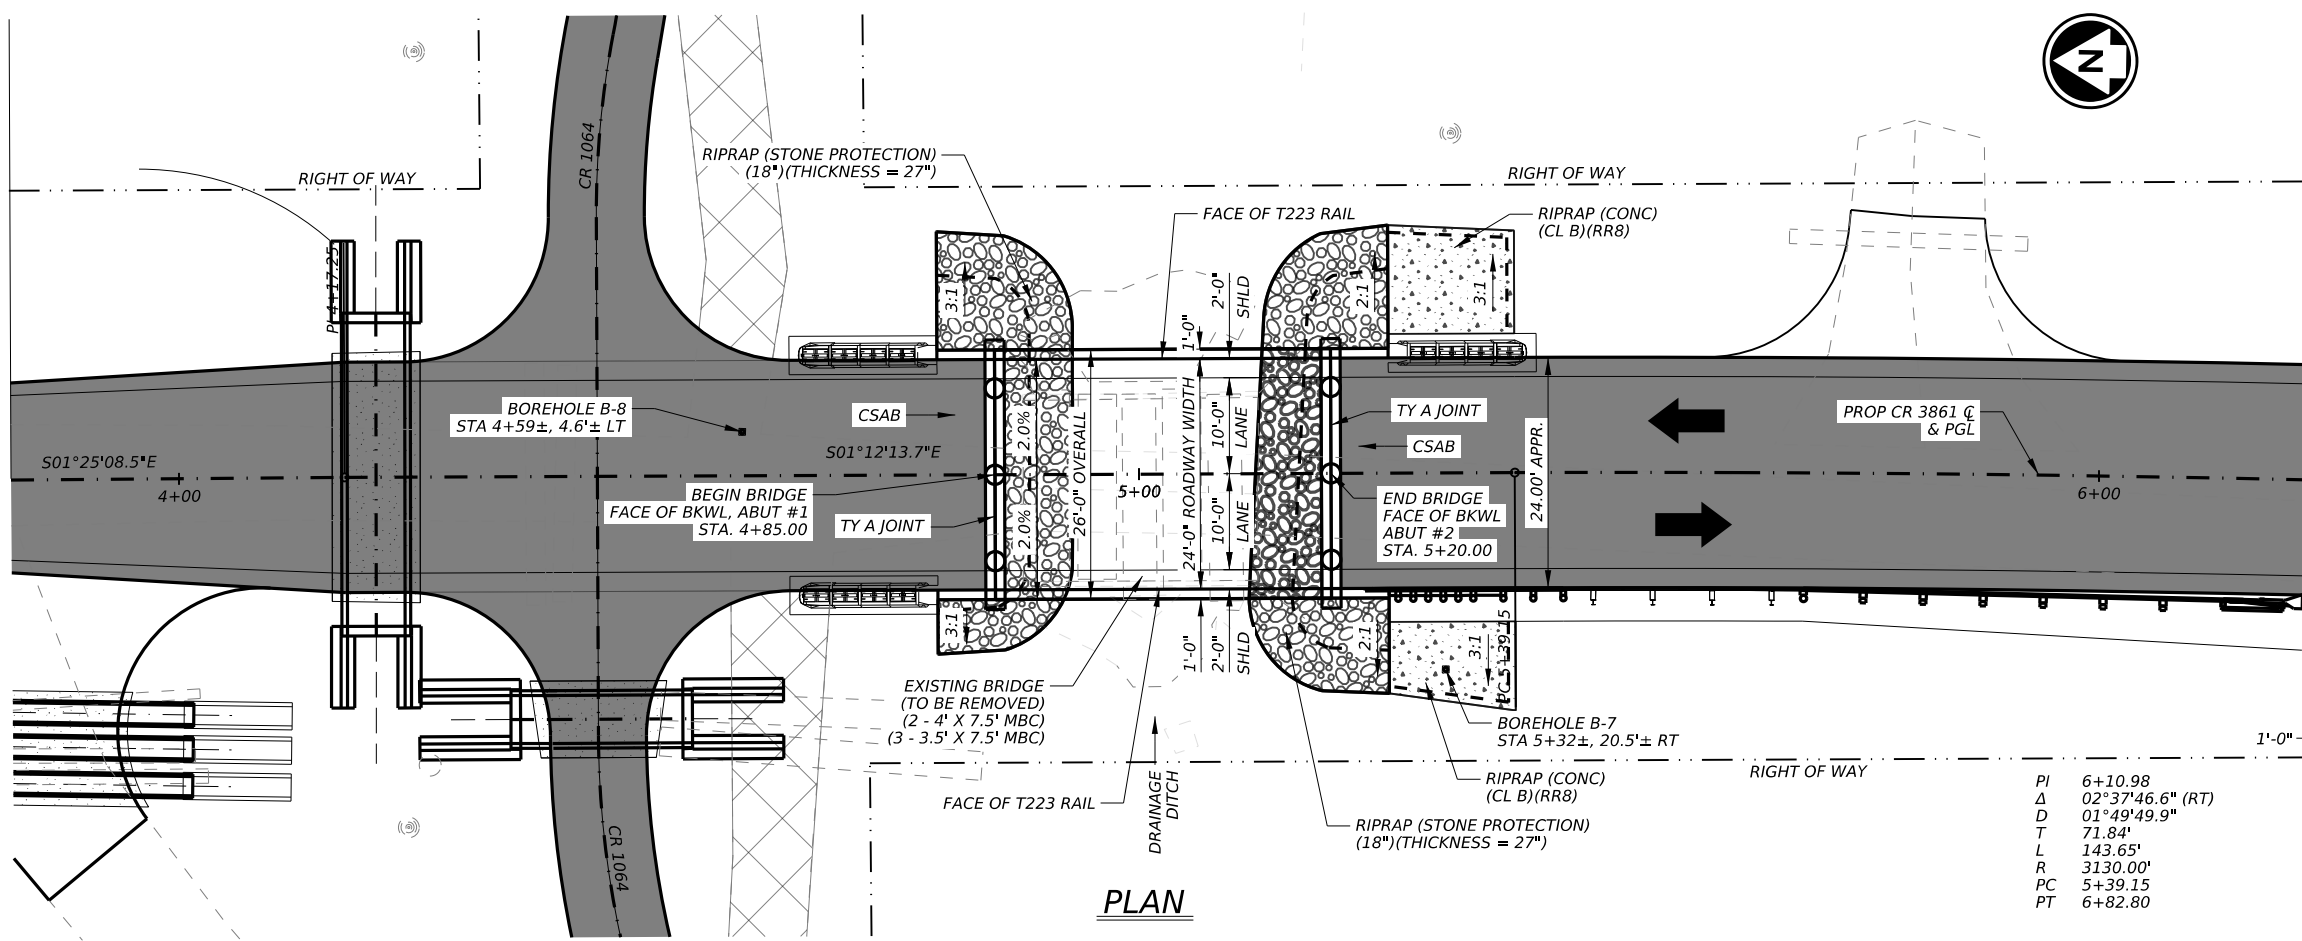 N
RIGHT OF WAY
CR 1064
RIPRAP (STONE PROTECTION)
(18")(THICKNESS = 27")
RIGHT OF WAY
FACE OF T223 RAIL
RIPRAP (CONC)
(CL B)(RR8)
PI 4+17.25
3:1
2:1
3:1
2'-0"
SHLD
1'-0"
BOREHOLE B-8
STA 4+59±, 4.6'± LT
CSAB
TY A JOINT
CSAB
PROP CR 3861 ℄
& PGL
S01°25'08.5"E
4+00
S01°12'13.7"E
2.0%
2.0%
26'-0" OVERALL
5+00
24'-0" ROADWAY WIDTH
10'-0"
LANE
10'-0"
LANE
24.00' APPR.
6+00
BEGIN BRIDGE
FACE OF BKWL, ABUT #1
STA. 4+85.00
TY A JOINT
END BRIDGE
FACE OF BKWL
ABUT #2
STA. 5+20.00
3:1
1'-0"
2'-0"
SHLD
2:1
3:1
PC 5+39.15
EXISTING BRIDGE
(TO BE REMOVED)
(2 - 4' X 7.5' MBC)
(3 - 3.5' X 7.5' MBC)
BOREHOLE B-7
STA 5+32±, 20.5'± RT
1'-0"
FACE OF T223 RAIL
DRAINAGE
DITCH
RIPRAP (CONC)
(CL B)(RR8)
RIGHT OF WAY
RIPRAP (STONE PROTECTION)
(18")(THICKNESS = 27")
CR 1064
PLAN
PI 6+10.98
Δ 02°37'46.6" (RT)
D 01°49'49.9"
T 71.84'
L 143.65'
R 3130.00'
PC 5+39.15
PT 6+82.80